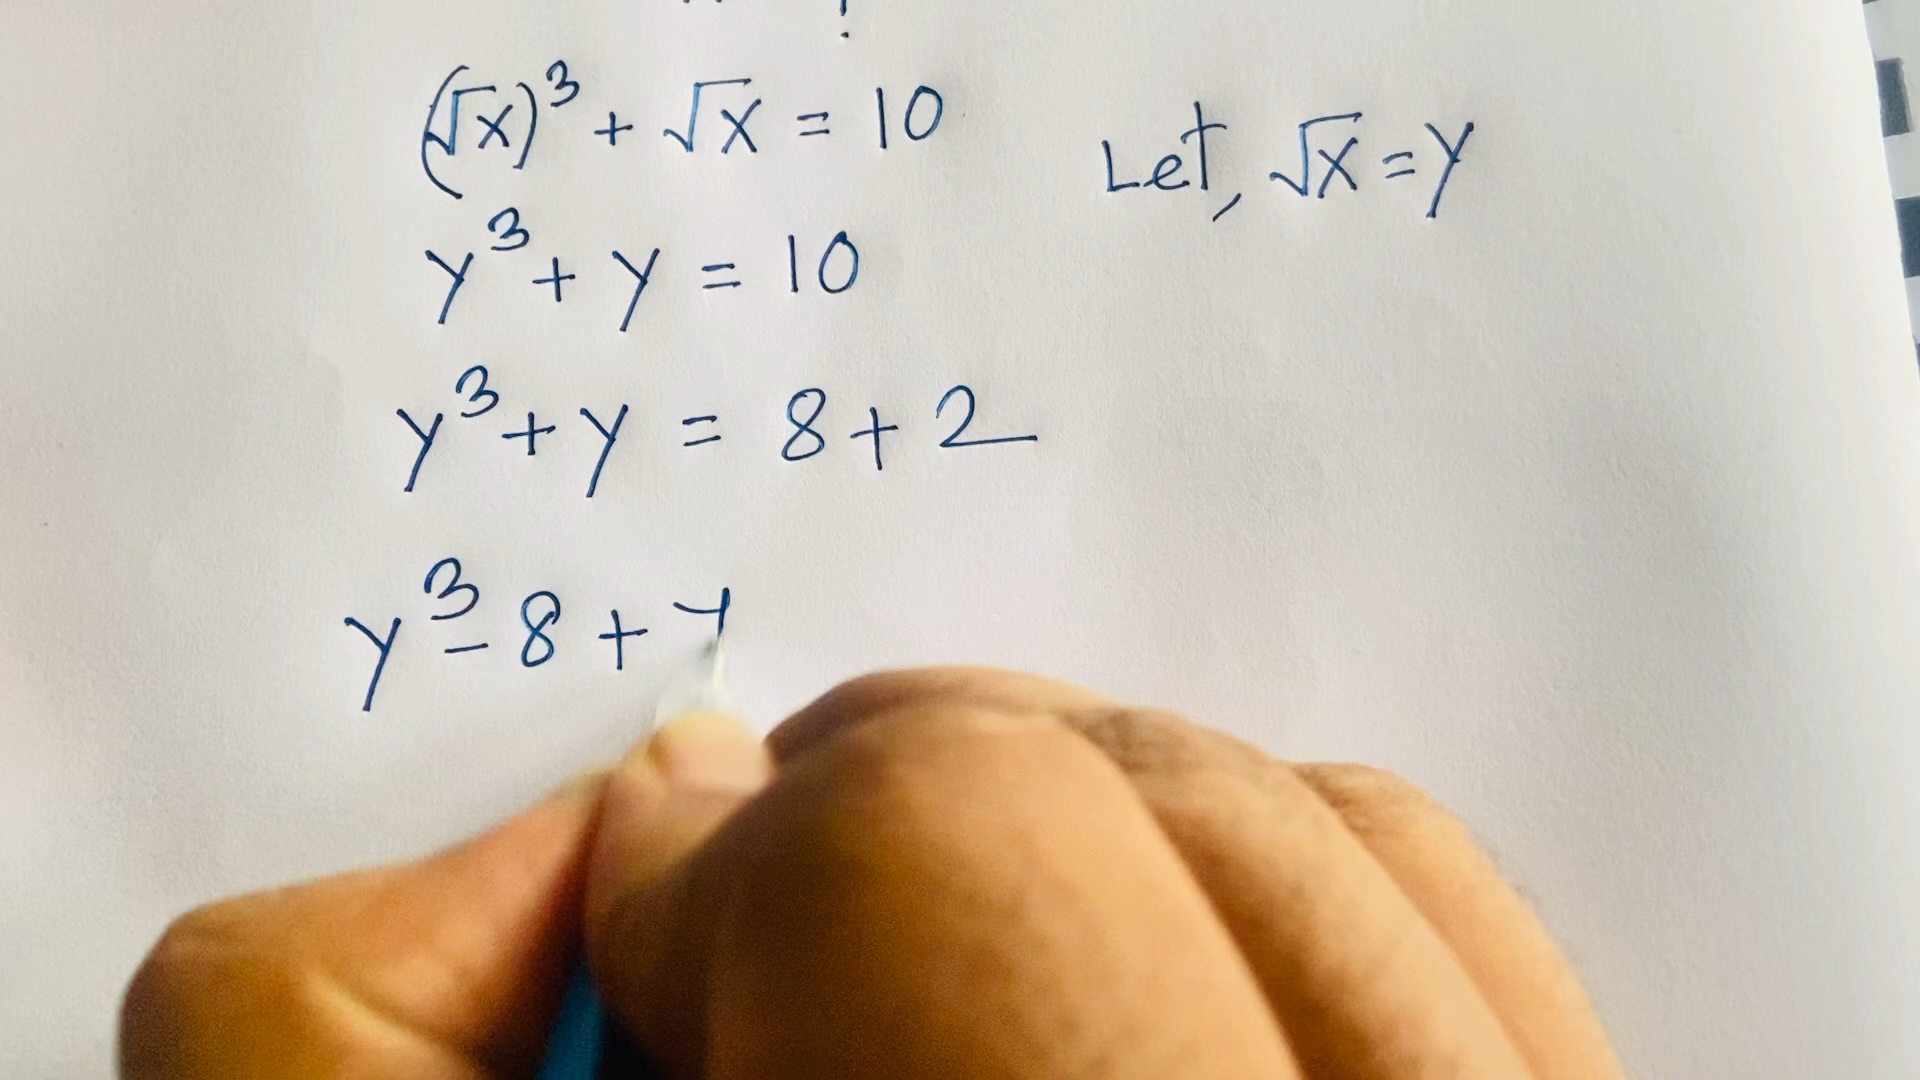 (√x)³ + √x = 10
Let, √x = y
y³ + y = 10
y³ + y = 8 + 2
y³ - 8 + y